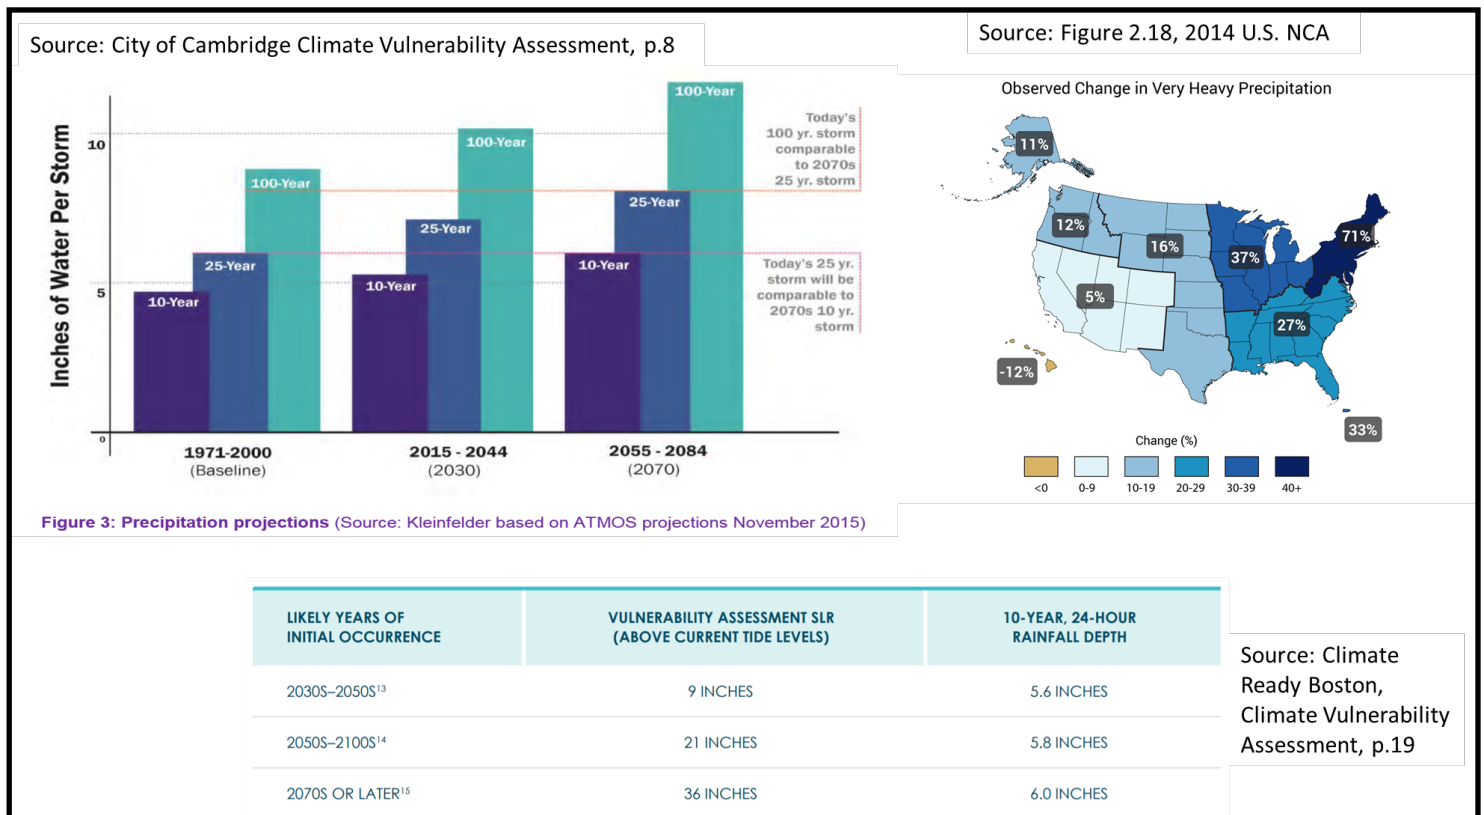 Source: City of Cambridge Climate Vulnerability Assessment, p.8
Inches of Water Per Storm
10
5
0
10-Year
25-Year
100-Year
10-Year
25-Year
100-Year
10-Year
25-Year
100-Year
Today's
100 yr. storm
comparable
to 2070s
25 yr. storm
Today's 25 yr.
storm will be
comparable to
2070s 10 yr.
storm
1971-2000
(Baseline)
2015 - 2044
(2030)
2055 - 2084
(2070)
Figure 3: Precipitation projections (Source: Kleinfelder based on ATMOS projections November 2015)
Source: Figure 2.18, 2014 U.S. NCA
Observed Change in Very Heavy Precipitation
11%
12%
16%
37%
71%
5%
27%
-12%
33%
Change (%)
<0
0-9
10-19
20-29
30-39
40+
LIKELY YEARS OF
INITIAL OCCURRENCE
VULNERABILITY ASSESSMENT SLR
(ABOVE CURRENT TIDE LEVELS)
10-YEAR, 24-HOUR
RAINFALL DEPTH
2030S–2050S¹³ 9 INCHES 5.6 INCHES
2050S–2100S¹⁴ 21 INCHES 5.8 INCHES
2070S OR LATER¹⁵ 36 INCHES 6.0 INCHES
Source: Climate
Ready Boston,
Climate Vulnerability
Assessment, p.19